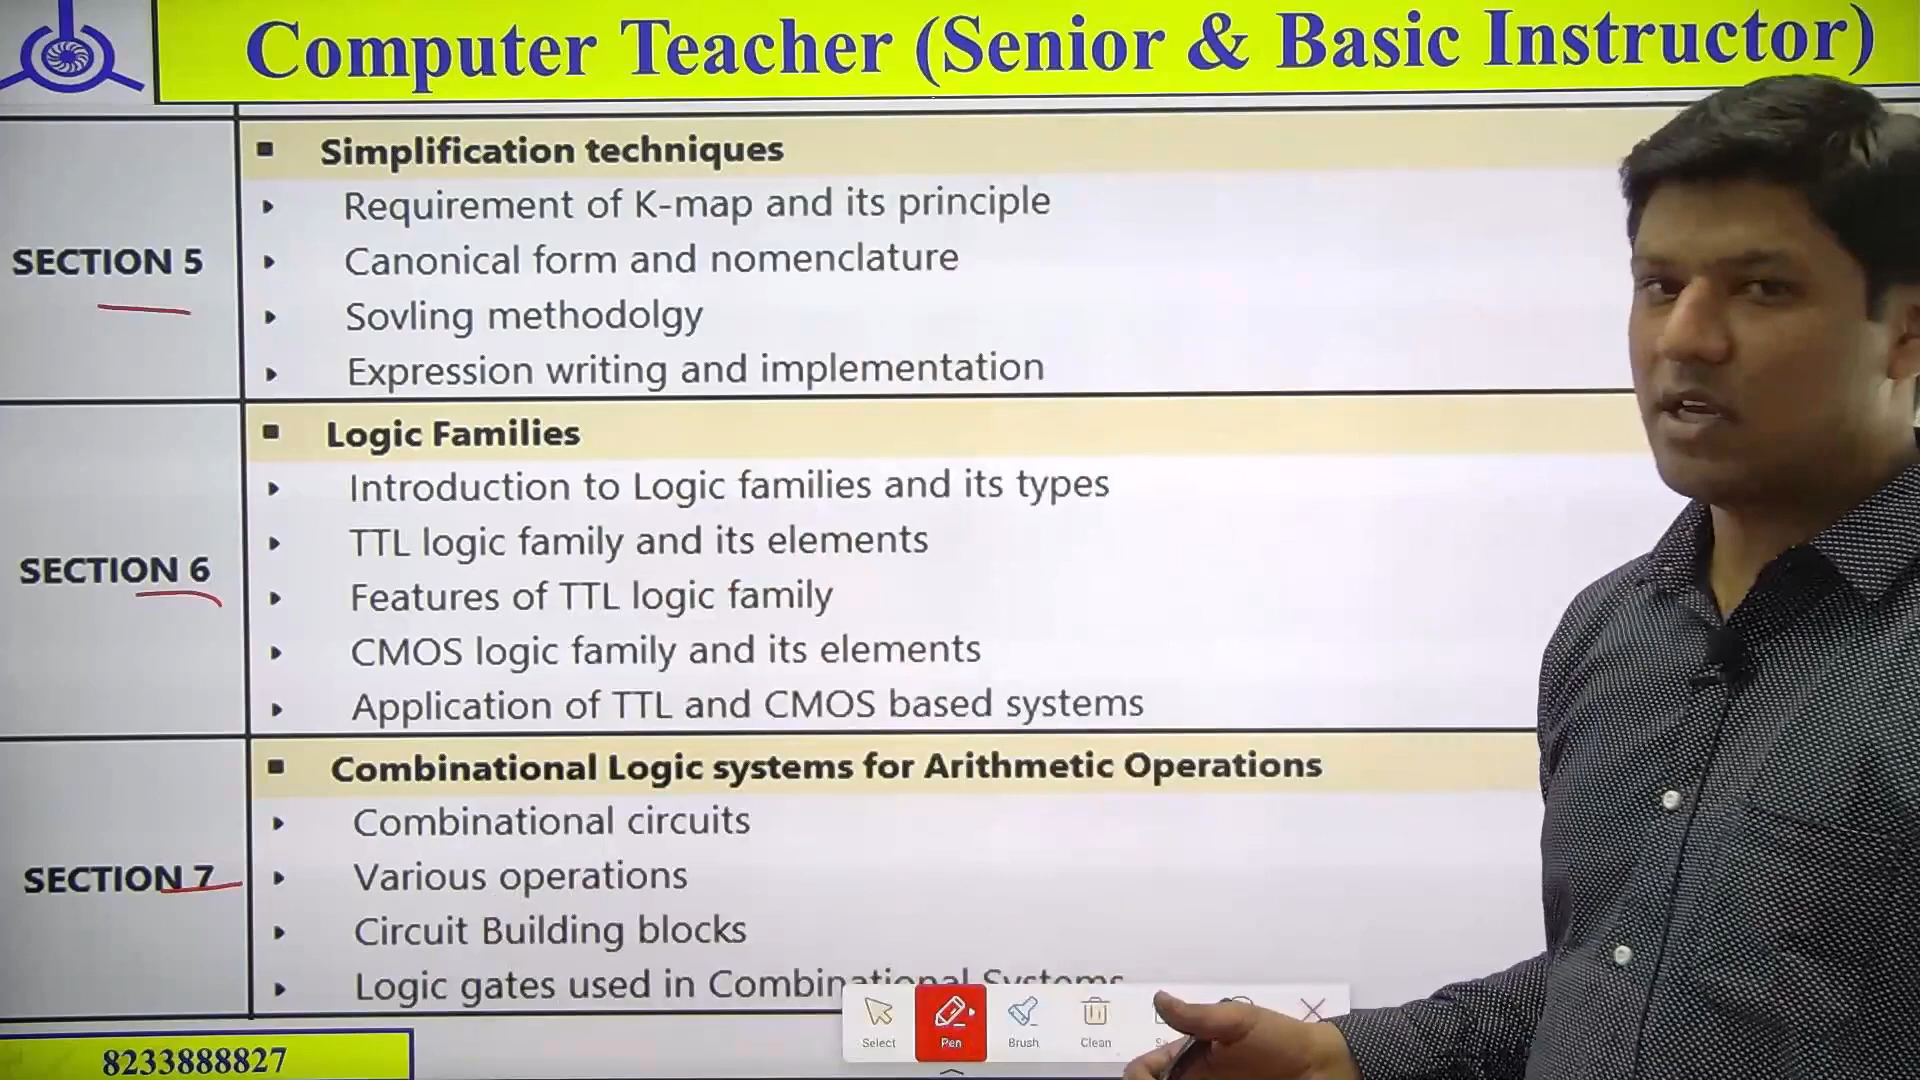 Computer Teacher (Senior & Basic Instructor)
Simplification techniques
Requirement of K-map and its principle
Canonical form and nomenclature
SECTION 5
Sovling methodolgy
Expression writing and implementation
Logic Families
Introduction to Logic families and its types
TTL logic family and its elements
SECTION 6
Features of TTL logic family
CMOS logic family and its elements
Application of TTL and CMOS based systems
Combinational Logic systems for Arithmetic Operations
Combinational circuits
Various operations
SECTION 7
Circuit Building blocks
Logic gates used in Combinational Systems
Select Pen Brush Clean
8233888827